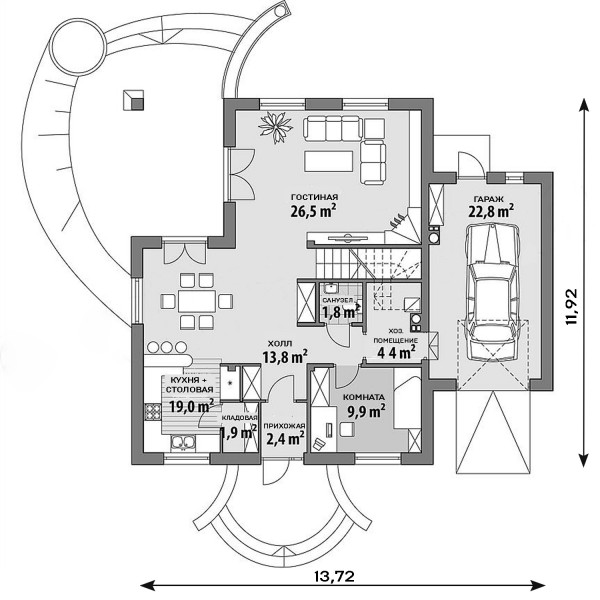 ГОСТИНАЯ
26,5 m²
ГАРАЖ
22,8 m²
САНУЗЕЛ
1,8 m²
ХОЗ.
ПОМЕЩЕНИЕ
4 4 m²
ХОЛЛ
13,8 m²
КУХНЯ +
СТОЛОВАЯ
19,0 m²
КЛАДОВАЯ
1,9 m²
ПРИХОЖАЯ
2,4 m²
КОМНАТА
9,9 m²
11,92
13,72